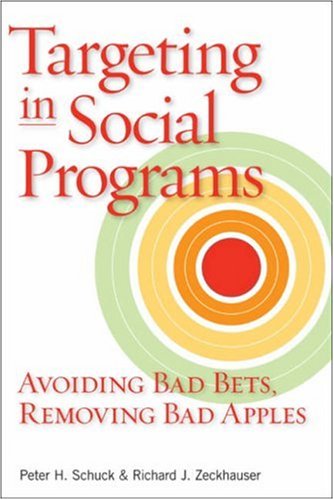 Targeting
in Social
Programs
AVOIDING BAD BETS,
REMOVING BAD APPLES
Peter H. Schuck & Richard J. Zeckhauser